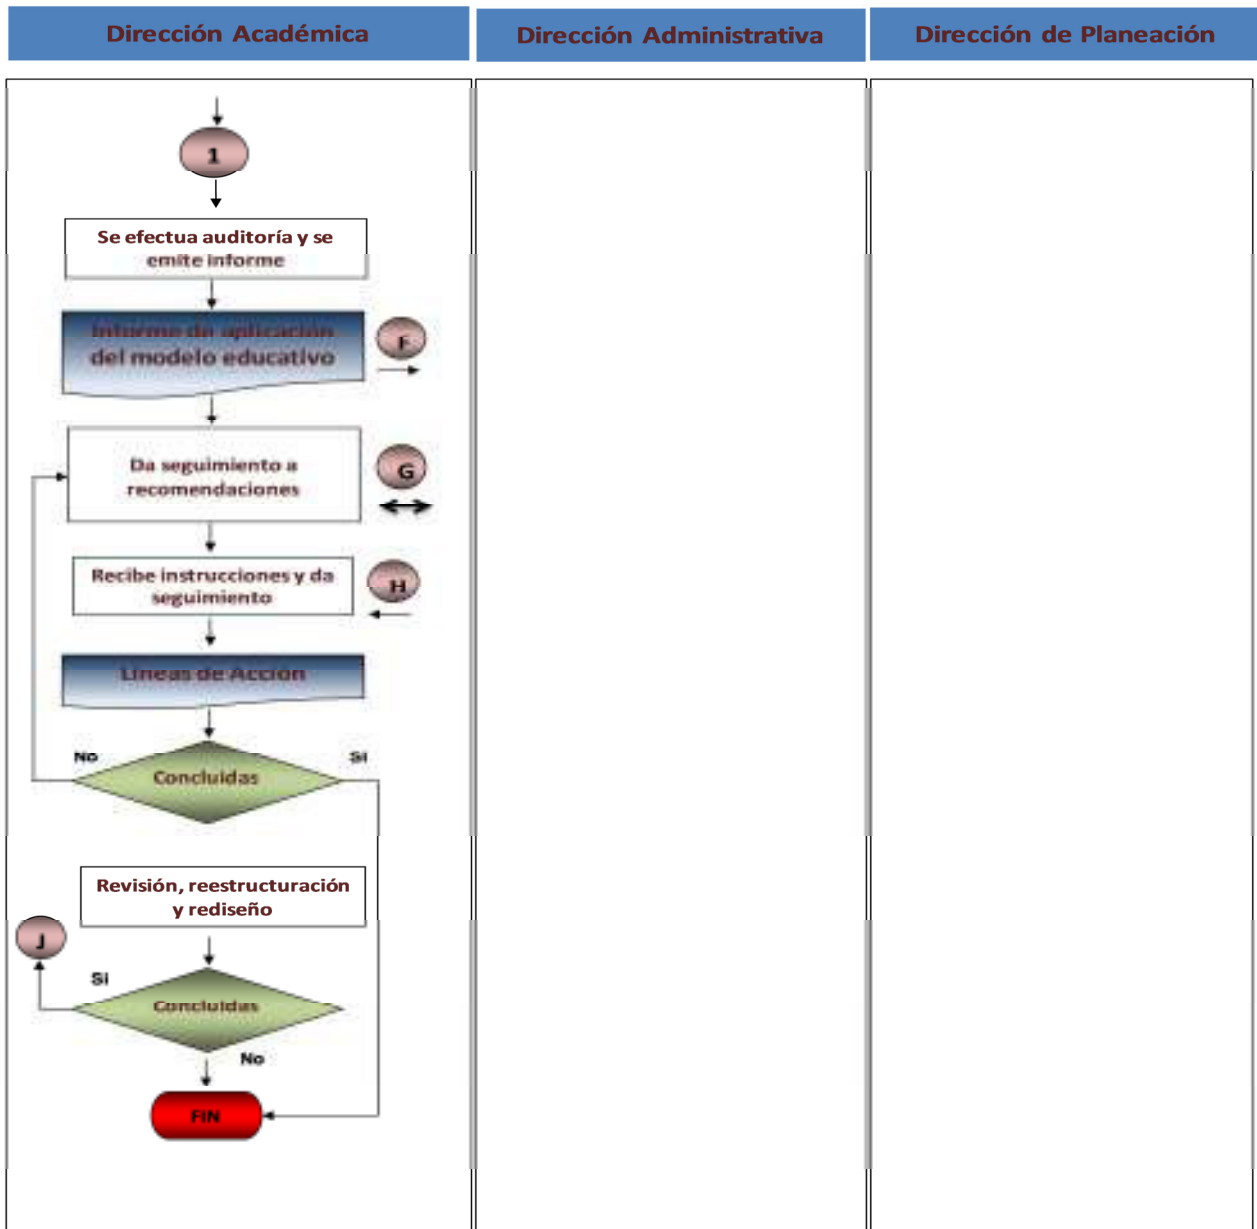 Dirección Académica
Dirección Administrativa
Dirección de Planeación
1
Se efectua auditoría y se
emite informe
Informe de aplicación
del modelo educativo
F
Da seguimiento a
recomendaciones
G
Recibe instrucciones y da
seguimiento
H
Líneas de Acción
No
Si
Concluidas
Revisión, reestructuración
y rediseño
J
Si
Concluidas
No
FIN